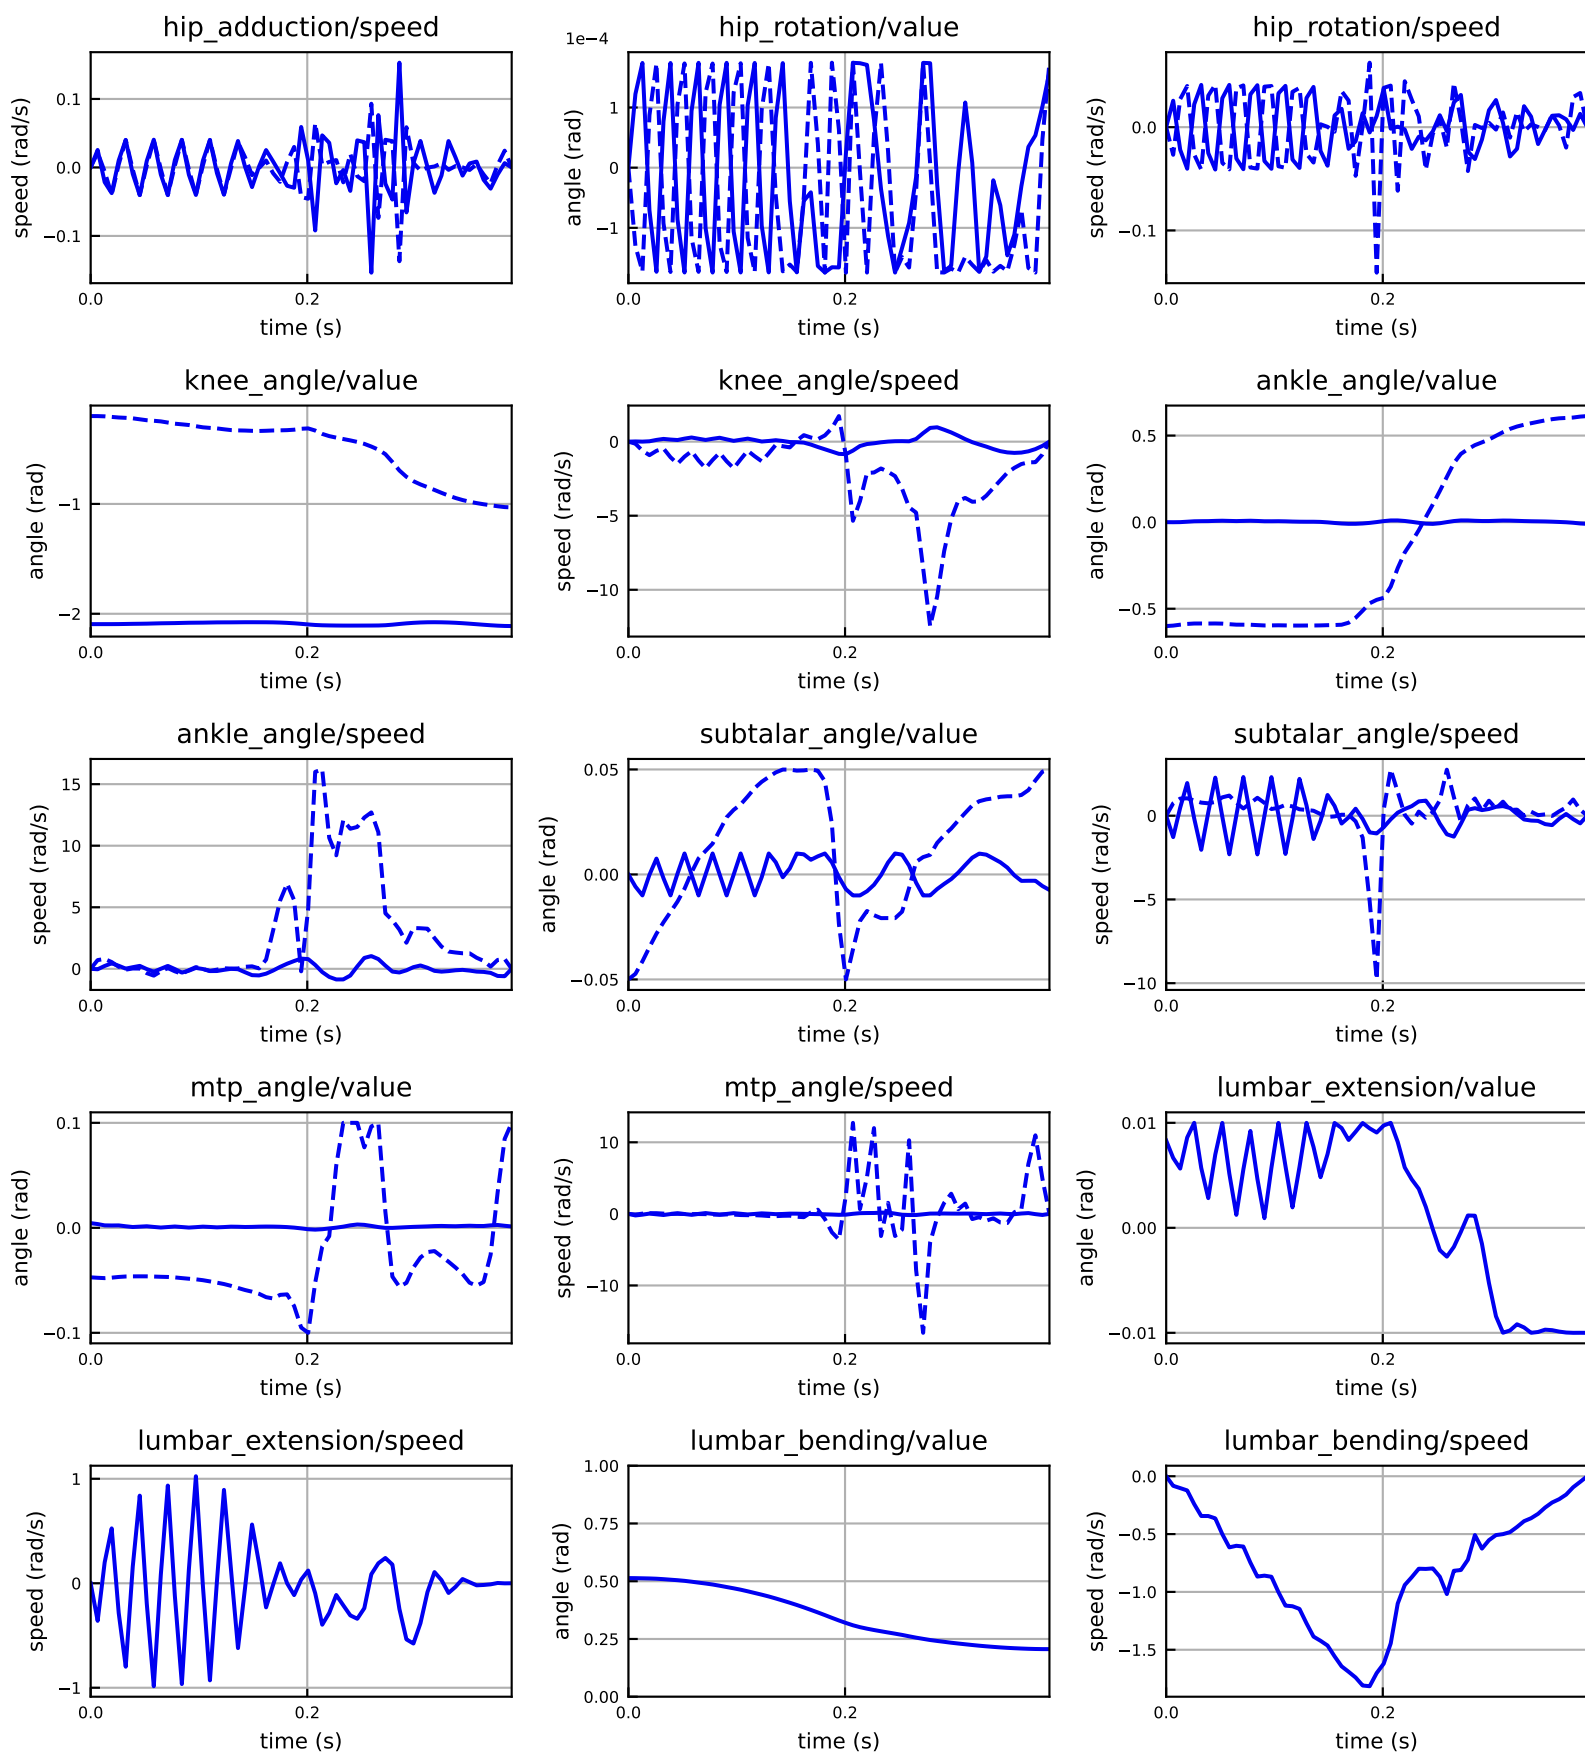 hip_adduction/speed
speed (rad/s)
0.1
0.0
−0.1
0.0
0.2
time (s)
hip_rotation/value
1e−4
angle (rad)
1
0
−1
0.0
0.2
time (s)
hip_rotation/speed
speed (rad/s)
0.0
−0.1
0.0
0.2
time (s)
knee_angle/value
angle (rad)
−1
−2
0.0
0.2
time (s)
knee_angle/speed
speed (rad/s)
0
−5
−10
0.0
0.2
time (s)
ankle_angle/value
angle (rad)
0.5
0.0
−0.5
0.0
0.2
time (s)
ankle_angle/speed
speed (rad/s)
15
10
5
0
0.0
0.2
time (s)
subtalar_angle/value
angle (rad)
0.05
0.00
−0.05
0.0
0.2
time (s)
subtalar_angle/speed
speed (rad/s)
0
−5
−10
0.0
0.2
time (s)
mtp_angle/value
angle (rad)
0.1
0.0
−0.1
0.0
0.2
time (s)
mtp_angle/speed
speed (rad/s)
10
0
−10
0.0
0.2
time (s)
lumbar_extension/value
angle (rad)
0.01
0.00
−0.01
0.0
0.2
time (s)
lumbar_extension/speed
speed (rad/s)
1
0
−1
0.0
0.2
time (s)
lumbar_bending/value
angle (rad)
1.00
0.75
0.50
0.25
0.00
0.0
0.2
time (s)
lumbar_bending/speed
speed (rad/s)
0.0
−0.5
−1.0
−1.5
0.0
0.2
time (s)